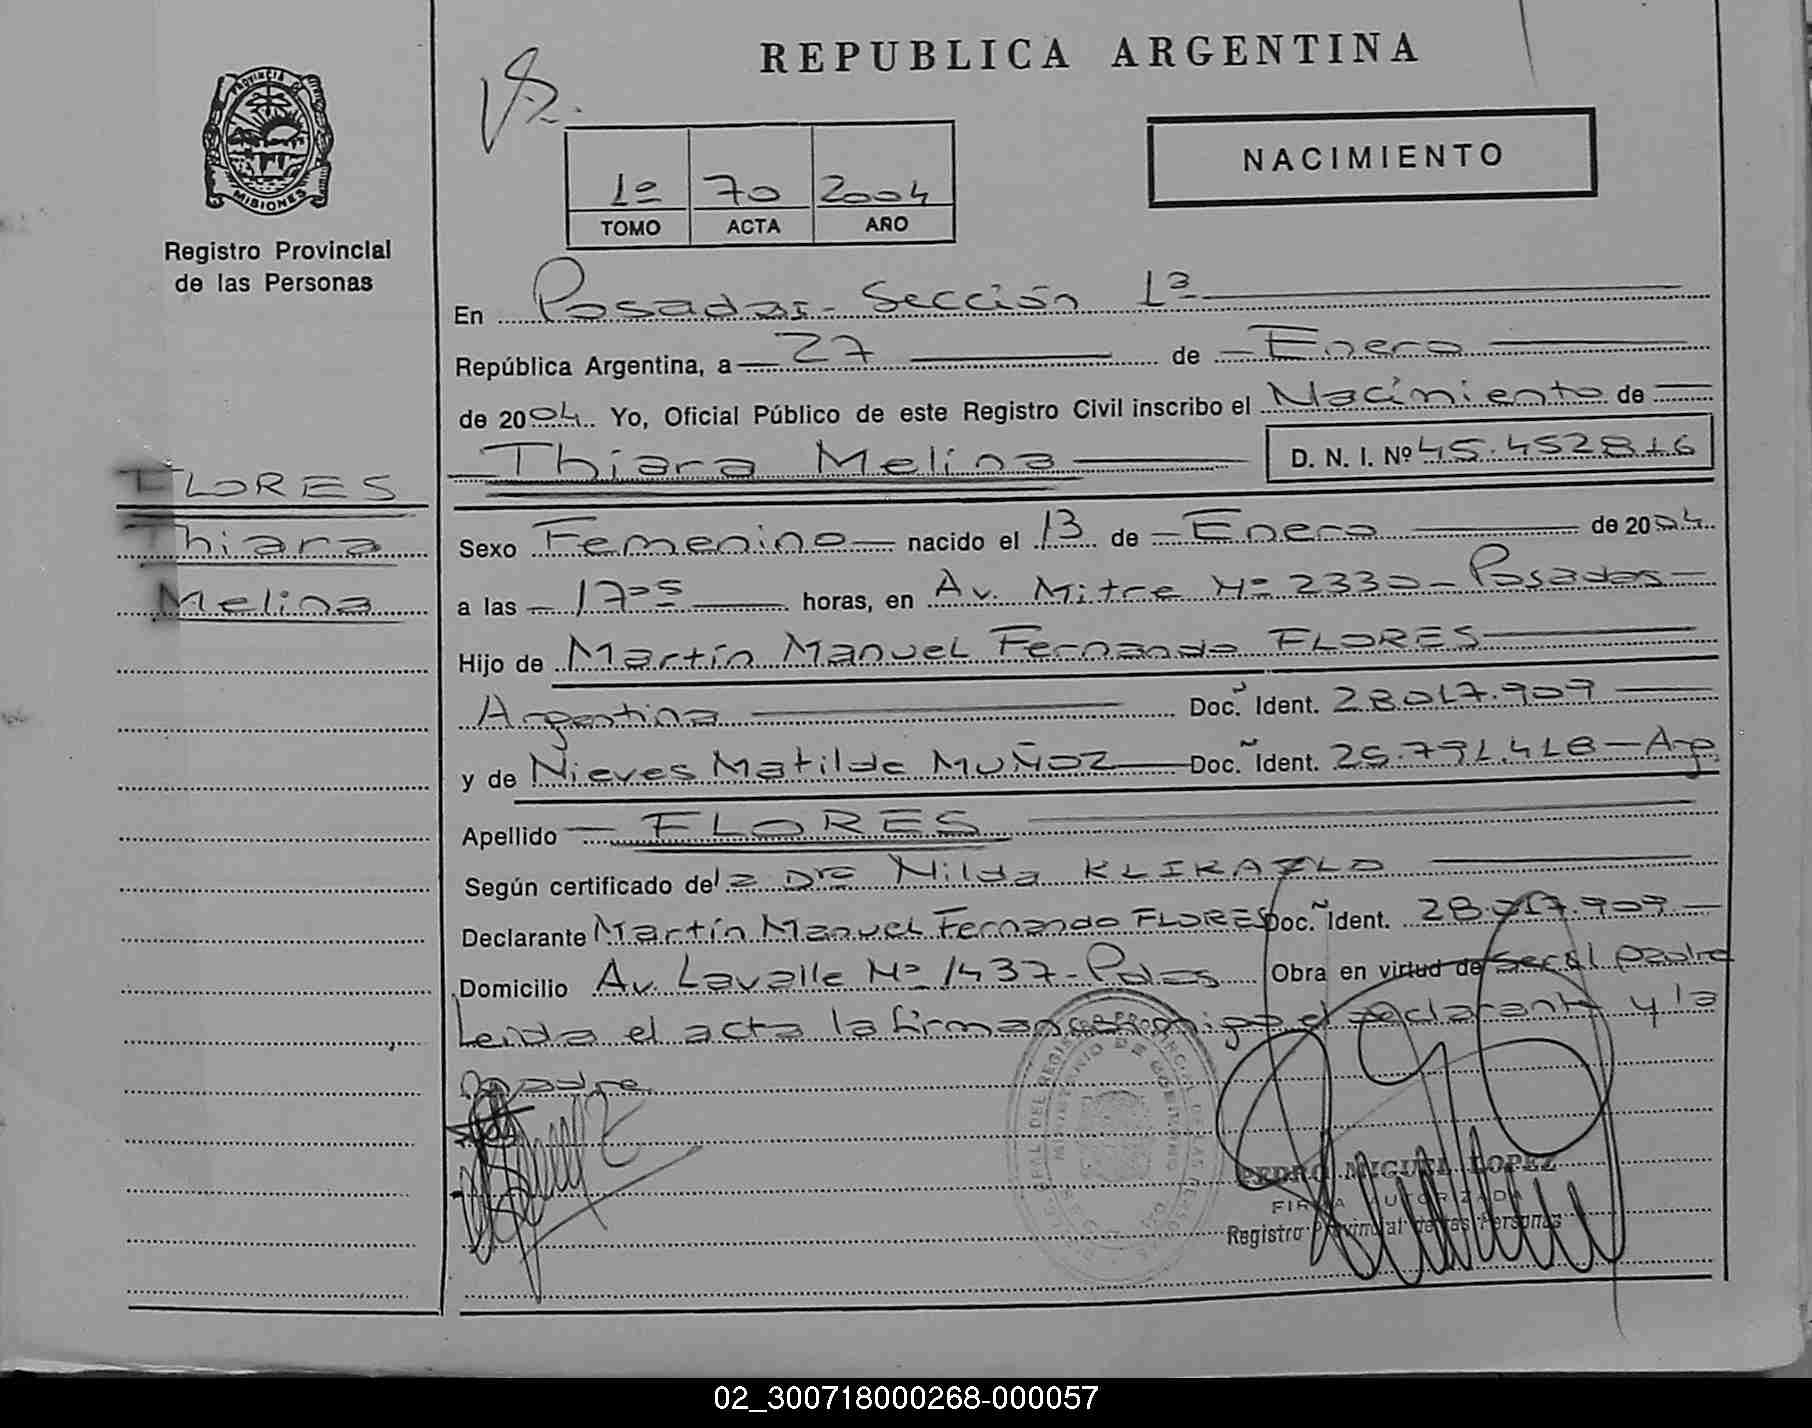 REPUBLICA ARGENTINA
PROVINCIA DE MISIONES
Registro Provincial
de las Personas
NACIMIENTO
1º 70 2004
TOMO ACTA AÑO
En Posadas - Sección 1ª
República Argentina, a 27 de Enero
de 2004. Yo, Oficial Público de este Registro Civil inscribo el Nacimiento de
Thiara Melina D. N. I. Nº 45.452816
FLORES
Thiara
Melina
Sexo Femenino nacido el 13 de Enero de 2004.
a las 17 05 horas, en Av. Mitre Nº 2330 - Posadas
Hijo de Martín Manuel Fernando FLORES
Argentina Doc. Ident. 28.017.909
y de Nieves Matilde MUÑOZ Doc. Ident. 25.791.418 - Arg
Apellido FLORES
Según certificado de la Dra Nilda
Declarante Martín Manuel Fernando FLORES Doc. Ident. 28.017.909
Domicilio Av. Lavalle Nº 1437 - Pdas Obra en virtud de ser el padre
Leida el acta la firman conmigo el declarante y la
madre
PEDRO MIGUEL LOPEZ
FIRMA AUTORIZADA
Registro Provincial de las Personas
02_300718000268-000057